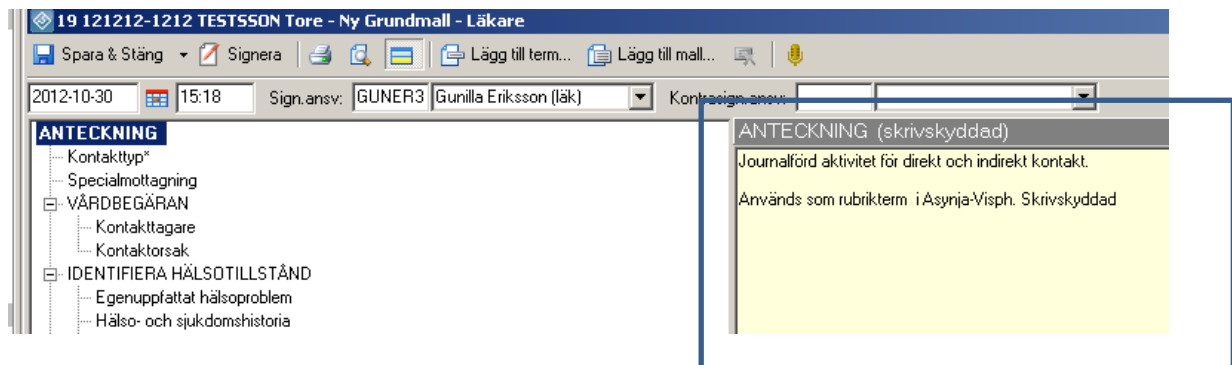 19 121212-1212 TESTSSON Tore - Ny Grundmall - Läkare
Spara & Stäng Signera Lägg till term... Lägg till mall...
2012-10-30 15:18 Sign.ansv: GUNER3 Gunilla Eriksson (läk) Kontrasign.ansv:
ANTECKNING
Kontakttyp*
Specialmottagning
VÅRDBEGÄRAN
Kontakttagare
Kontaktorsak
IDENTIFIERA HÄLSOTILLSTÅND
Egenuppfattat hälsoproblem
Hälso- och sjukdomshistoria
ANTECKNING (skrivskyddad)
Journalförd aktivitet för direkt och indirekt kontakt.
Används som rubrikterm i Asynja-Visph. Skrivskyddad